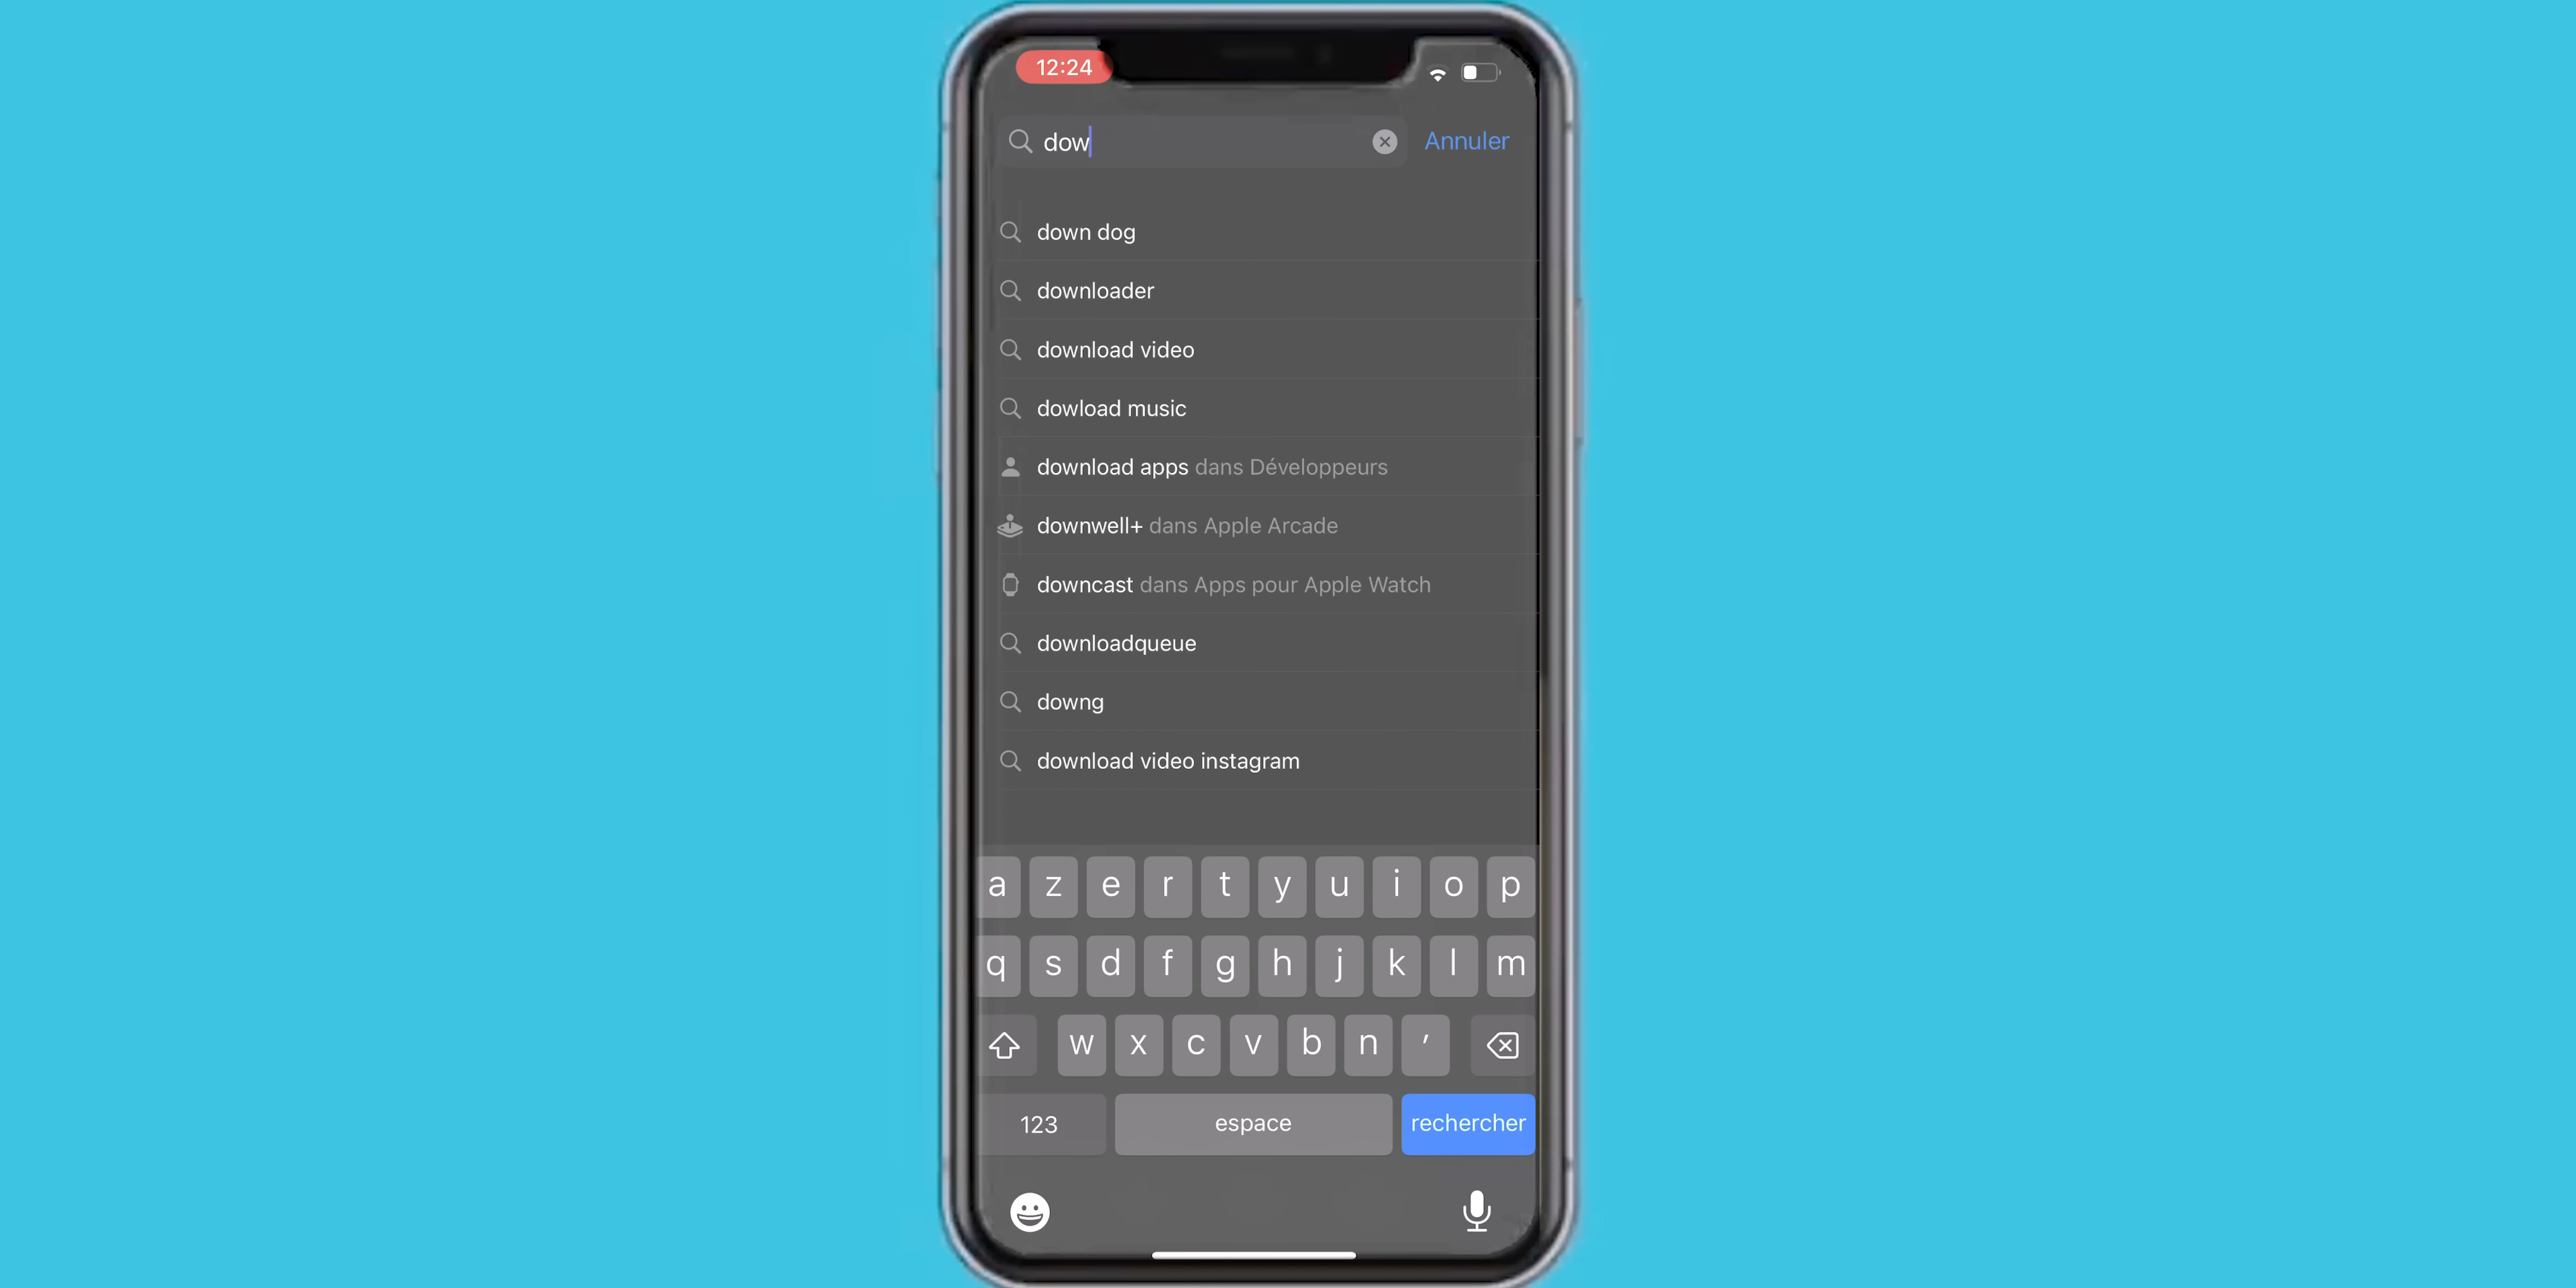 12:24
dow
Annuler
down dog
downloader
download video
dowload music
download apps dans Développeurs
downwell+ dans Apple Arcade
downcast dans Apps pour Apple Watch
downloadqueue
downg
download video instagram
a z e r t y u i o p
q s d f g h j k l m
w x c v b n ′
123 espace rechercher